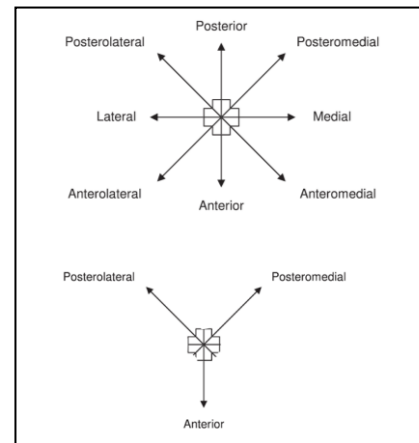 Posterior
Posterolateral Posteromedial
Lateral Medial
Anterolateral Anteromedial
Anterior
Posterolateral Posteromedial
Anterior